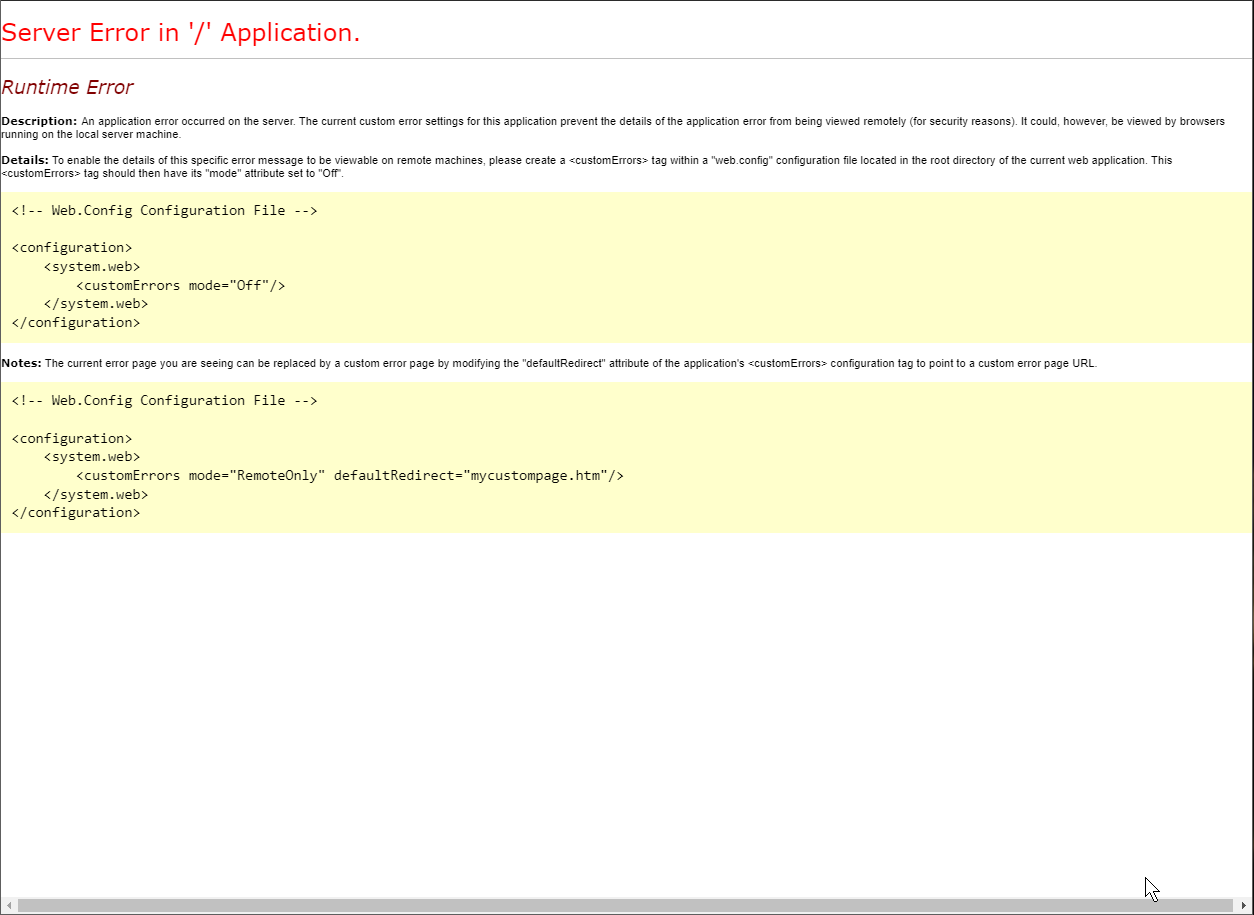 Server Error in '/' Application.
Runtime Error
Description: An application error occurred on the server. The current custom error settings for this application prevent the details of the application error from being viewed remotely (for security reasons). It could, however, be viewed by browsers
running on the local server machine.
Details: To enable the details of this specific error message to be viewable on remote machines, please create a <customErrors> tag within a "web.config" configuration file located in the root directory of the current web application. This
<customErrors> tag should then have its "mode" attribute set to "Off".
<!-- Web.Config Configuration File -->
<configuration>
    <system.web>
        <customErrors mode="Off"/>
    </system.web>
</configuration>
Notes: The current error page you are seeing can be replaced by a custom error page by modifying the "defaultRedirect" attribute of the application's <customErrors> configuration tag to point to a custom error page URL.
<!-- Web.Config Configuration File -->
<configuration>
    <system.web>
        <customErrors mode="RemoteOnly" defaultRedirect="mycustompage.htm"/>
    </system.web>
</configuration>